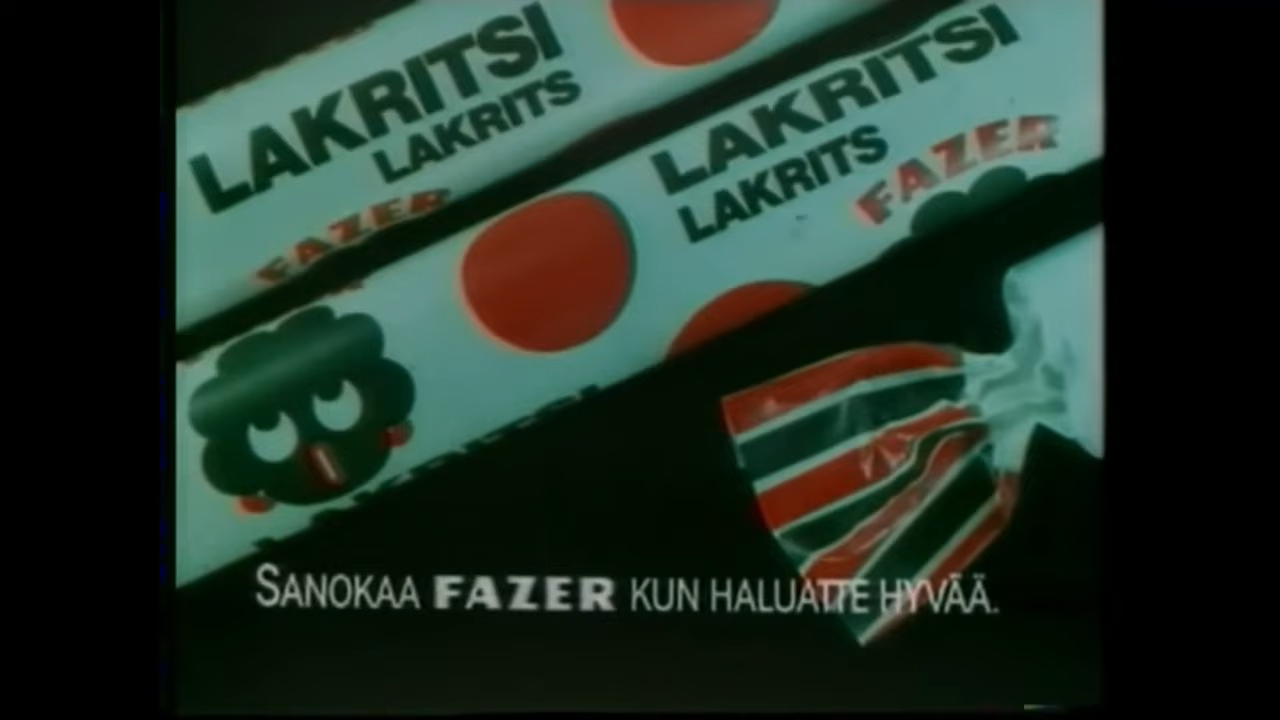 LAKRITSI
LAKRITS
FAZER
LAKRITSI
LAKRITS
FAZER
SANOKAA FAZER KUN HALUATTE HYVÄÄ.